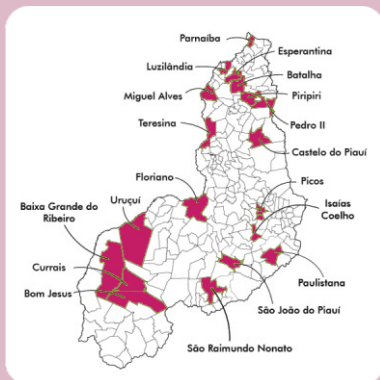 Parnaíba
Esperantina
Luzilândia
Batalha
Miguel Alves
Piripiri
Pedro II
Teresina
Castelo do Piauí
Floriano
Picos
Uruçuí
Isaías
Coelho
Baixa Grande do
Ribeiro
Currais
Paulistana
Bom Jesus
São João do Piauí
São Raimundo Nonato